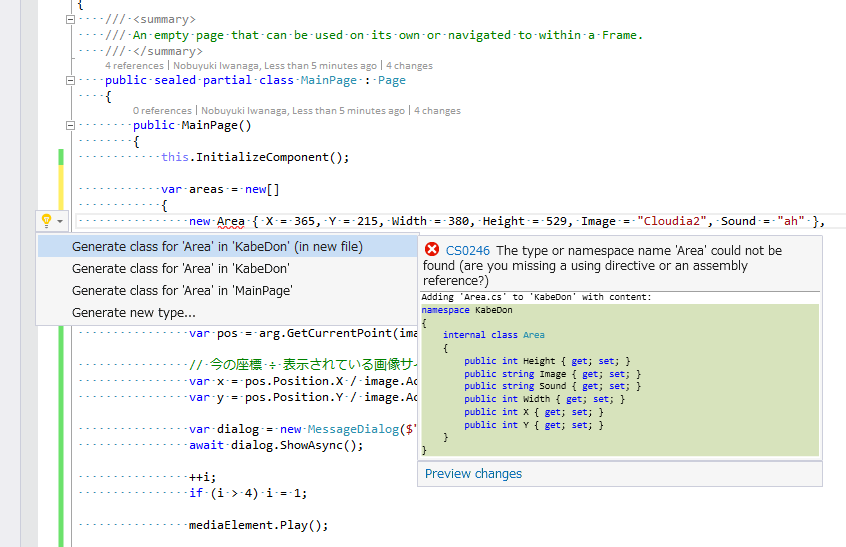 {
/// <summary>
/// An empty page that can be used on its own or navigated to within a Frame.
/// </summary>
4 references | Nobuyuki Iwanaga, Less than 5 minutes ago | 4 changes
public sealed partial class MainPage : Page
{
0 references | Nobuyuki Iwanaga, Less than 5 minutes ago | 4 changes
public MainPage()
{
this.InitializeComponent();
var areas = new[]
{
new Area { X = 365, Y = 215, Width = 380, Height = 529, Image = "Cloudia2", Sound = "ah" },
Generate class for 'Area' in 'KabeDon' (in new file)
Generate class for 'Area' in 'KabeDon'
Generate class for 'Area' in 'MainPage'
Generate new type...
CS0246 The type or namespace name 'Area' could not be
found (are you missing a using directive or an assembly
reference?)
Adding 'Area.cs' to 'KabeDon' with content:
namespace KabeDon
{
internal class Area
{
public int Height { get; set; }
public string Image { get; set; }
public string Sound { get; set; }
public int Width { get; set; }
public int X { get; set; }
public int Y { get; set; }
}
}
Preview changes
var pos = arg.GetCurrentPoint(ima
// 今の座標 ÷ 表示されている画像サイ
var x = pos.Position.X / image.Ac
var y = pos.Position.Y / image.Ac
var dialog = new MessageDialog($"
await dialog.ShowAsync();
++i;
if (i > 4) i = 1;
mediaElement.Play();